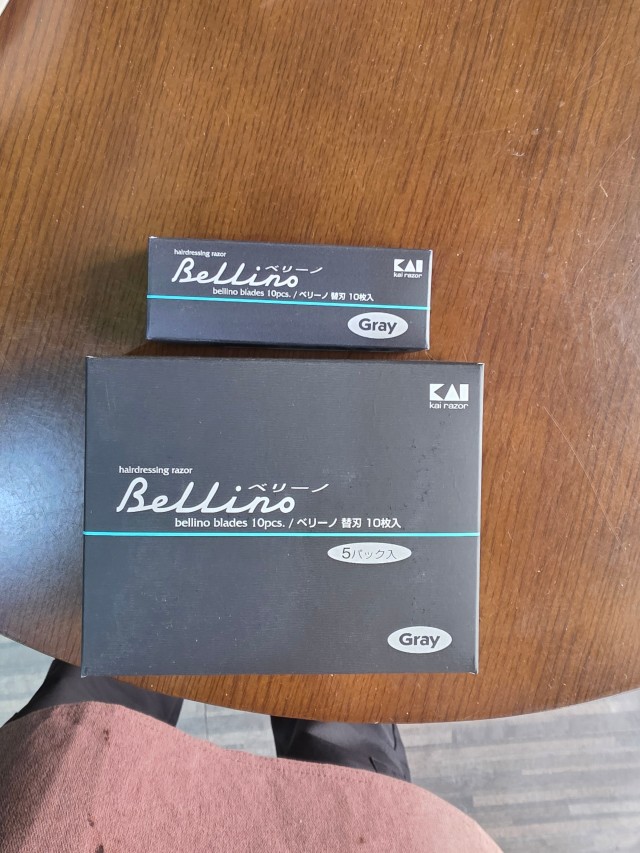 hairdressing razor
Bellino ベリーノ
KAI
kai razor
bellino blades 10pcs. / ベリーノ 替刃 10枚入
Gray
KAI
kai razor
hairdressing razor
Bellino ベリーノ
bellino blades 10pcs. / ベリーノ 替刃 10枚入
5パック入
Gray